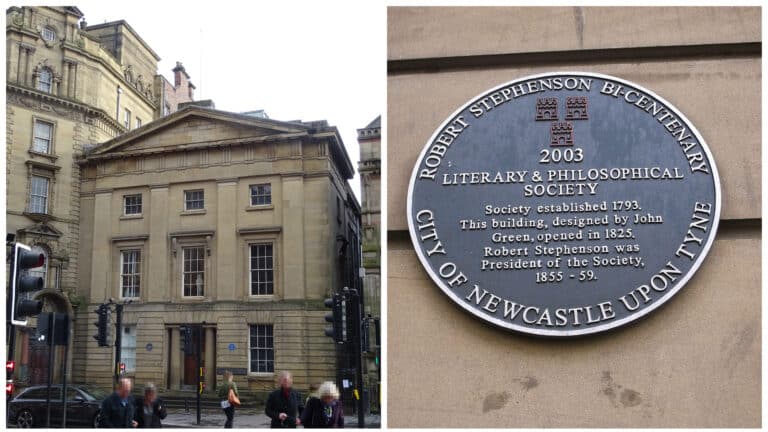 ROBERT STEPHENSON BI-CENTENARY
2003
LITERARY & PHILOSOPHICAL
SOCIETY
Society established 1793.
This building, designed by John
Green, opened in 1825.
Robert Stephenson was
President of the Society,
1855 - 59.
CITY OF NEWCASTLE UPON TYNE